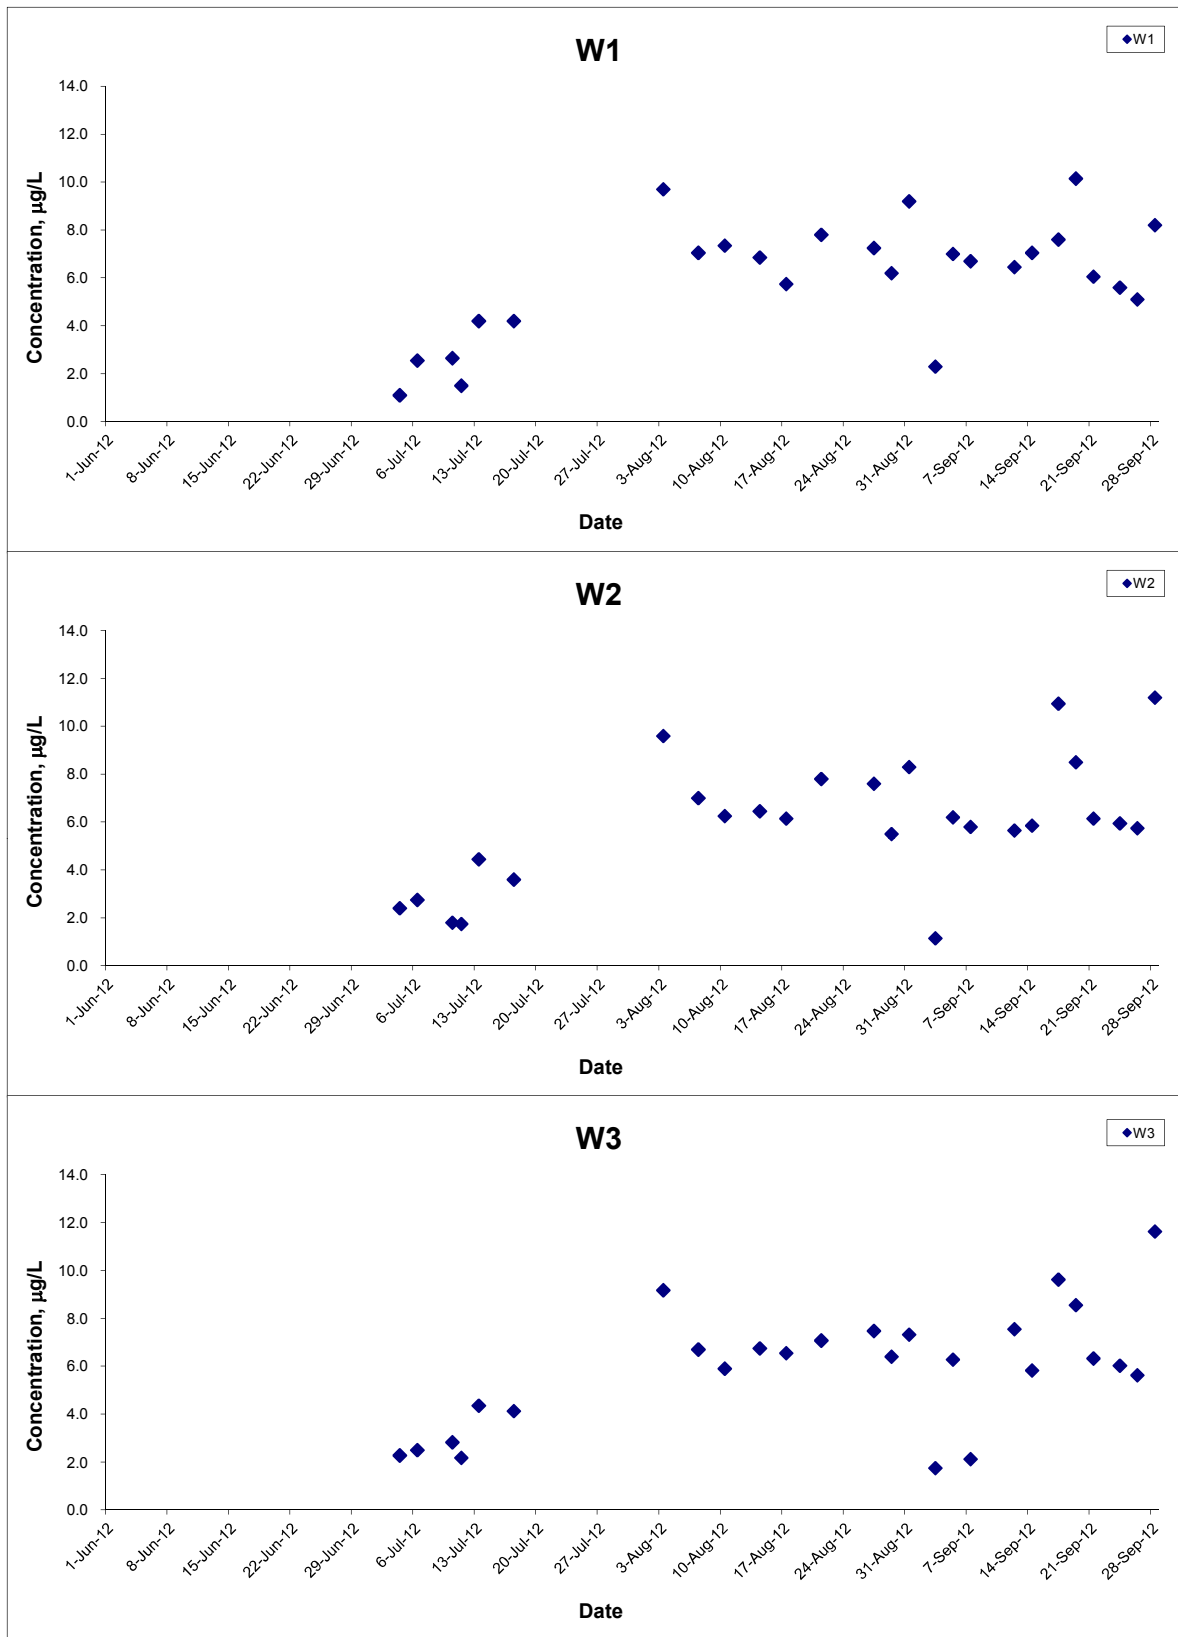 W1
W1
14.0
12.0
10.0
8.0
6.0
4.0
2.0
0.0
Concentration, µg/L
1-Jun-12 8-Jun-12 15-Jun-12 22-Jun-12 29-Jun-12 6-Jul-12 13-Jul-12 20-Jul-12 27-Jul-12 3-Aug-12 10-Aug-12 17-Aug-12 24-Aug-12 31-Aug-12 7-Sep-12 14-Sep-12 21-Sep-12 28-Sep-12
Date
W2
W2
14.0
12.0
10.0
8.0
6.0
4.0
2.0
0.0
Concentration, µg/L
1-Jun-12 8-Jun-12 15-Jun-12 22-Jun-12 29-Jun-12 6-Jul-12 13-Jul-12 20-Jul-12 27-Jul-12 3-Aug-12 10-Aug-12 17-Aug-12 24-Aug-12 31-Aug-12 7-Sep-12 14-Sep-12 21-Sep-12 28-Sep-12
Date
W3
W3
14.0
12.0
10.0
8.0
6.0
4.0
2.0
0.0
Concentration, µg/L
1-Jun-12 8-Jun-12 15-Jun-12 22-Jun-12 29-Jun-12 6-Jul-12 13-Jul-12 20-Jul-12 27-Jul-12 3-Aug-12 10-Aug-12 17-Aug-12 24-Aug-12 31-Aug-12 7-Sep-12 14-Sep-12 21-Sep-12 28-Sep-12
Date